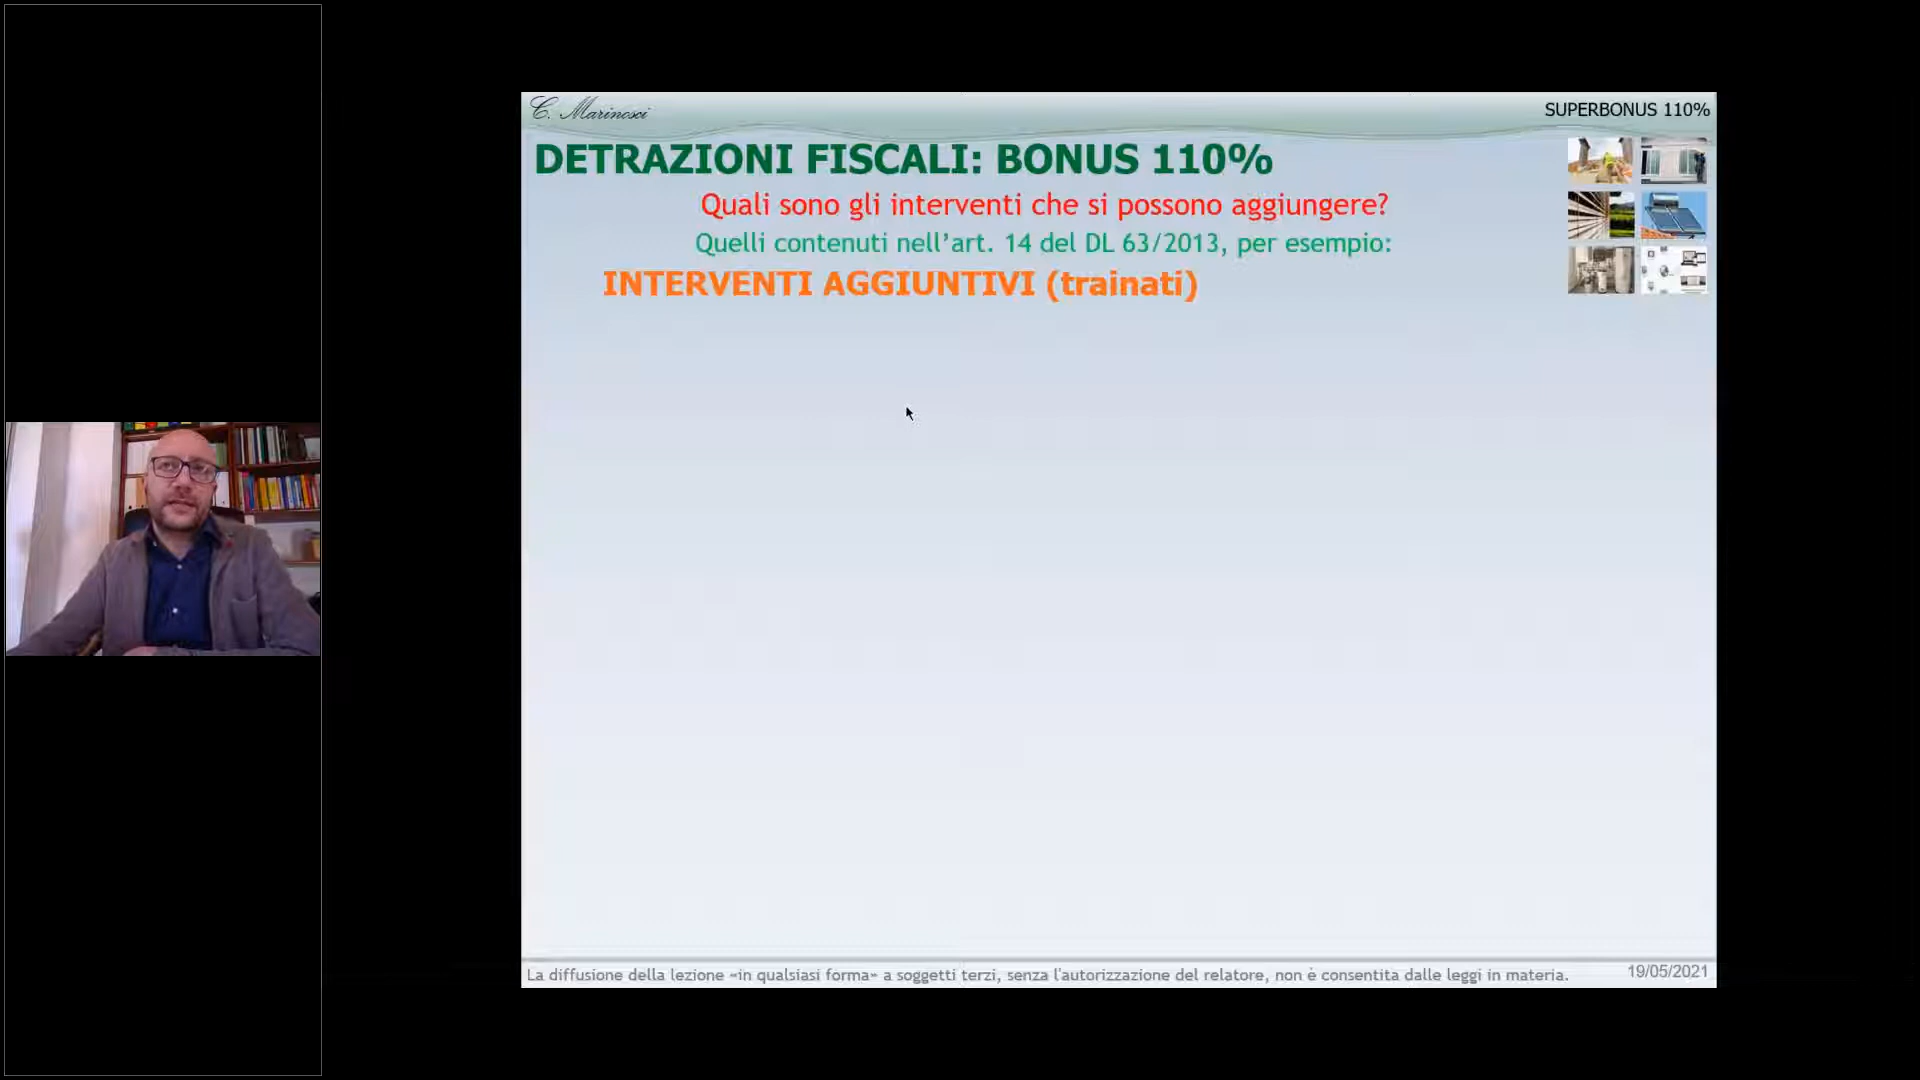 C. Marinosci
SUPERBONUS 110%
DETRAZIONI FISCALI: BONUS 110%
Quali sono gli interventi che si possono aggiungere?
Quelli contenuti nell’art. 14 del DL 63/2013, per esempio:
INTERVENTI AGGIUNTIVI (trainati)
La diffusione della lezione «in qualsiasi forma» a soggetti terzi, senza l'autorizzazione del relatore, non è consentita dalle leggi in materia.
19/05/2021